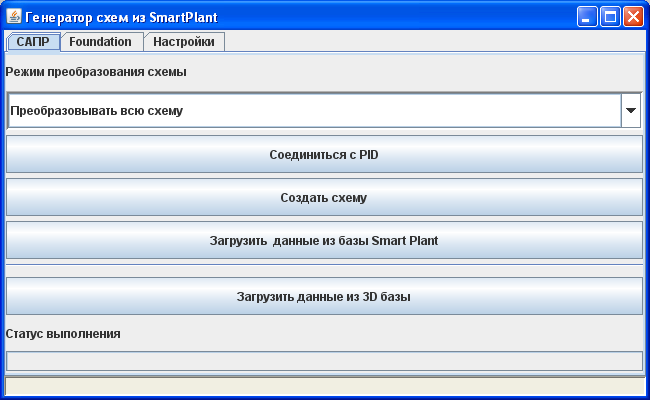 Генератор схем из SmartPlant
САПР Foundation Настройки
Режим преобразования схемы
Преобразовывать всю схему
Соединиться с PID
Создать схему
Загрузить  данные из базы Smart Plant
Загрузить данные из 3D базы
Статус выполнения